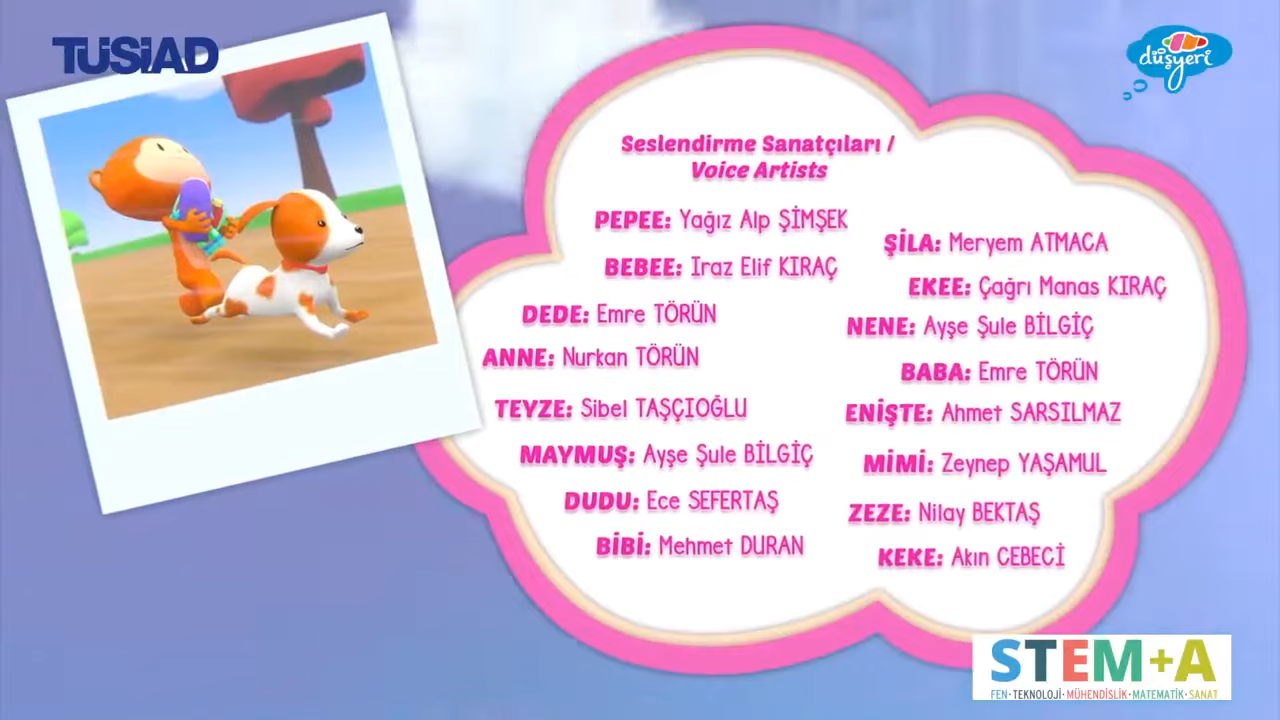 TÜSİAD
düşyeri
Seslendirme Sanatçıları /
Voice Artists
PEPEE: Yağız Alp ŞİMŞEK
BEBEE: Iraz Elif KIRAÇ
DEDE: Emre TÖRÜN
ANNE: Nurkan TÖRÜN
TEYZE: Sibel TAŞÇIOĞLU
MAYMUŞ: Ayşe Şule BİLGİÇ
DUDU: Ece SEFERTAŞ
BİBİ: Mehmet DURAN
ŞİLA: Meryem ATMACA
EKEE: Çağrı Manas KIRAÇ
NENE: Ayşe Şule BİLGİÇ
BABA: Emre TÖRÜN
ENİŞTE: Ahmet SARSILMAZ
MİMİ: Zeynep YAŞAMUL
ZEZE: Nilay BEKTAŞ
KEKE: Akın CEBECİ
STEM+A
FEN · TEKNOLOJİ · MÜHENDİSLİK · MATEMATİK · SANAT